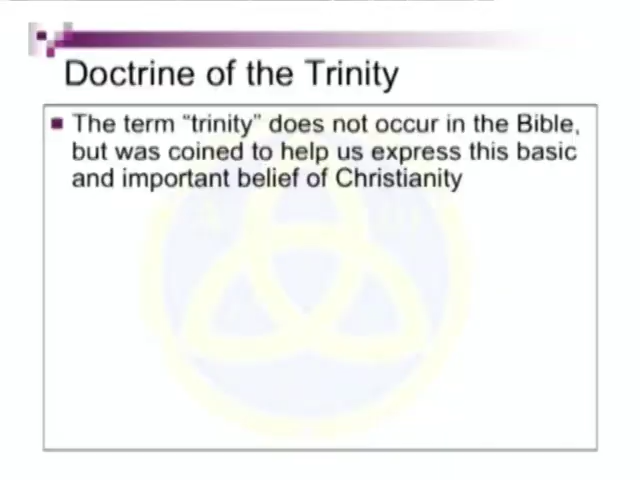 Doctrine of the Trinity
The term “trinity” does not occur in the Bible,
but was coined to help us express this basic
and important belief of Christianity